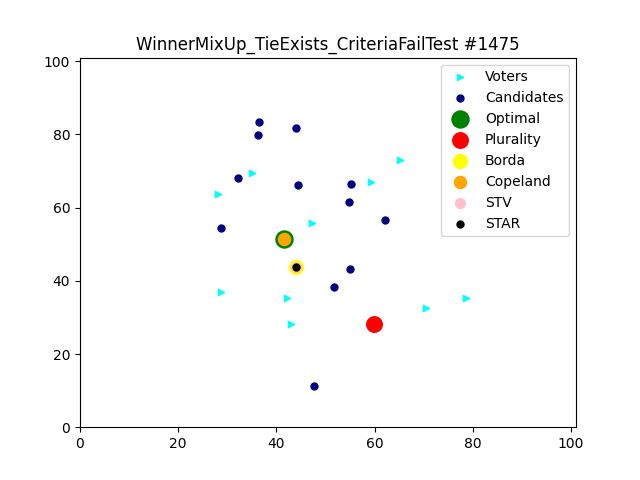 WinnerMixUp_TieExists_CriteriaFailTest #1475
100
80
60
40
20
0
0 20 40 60 80 100
Voters
Candidates
Optimal
Plurality
Borda
Copeland
STV
STAR